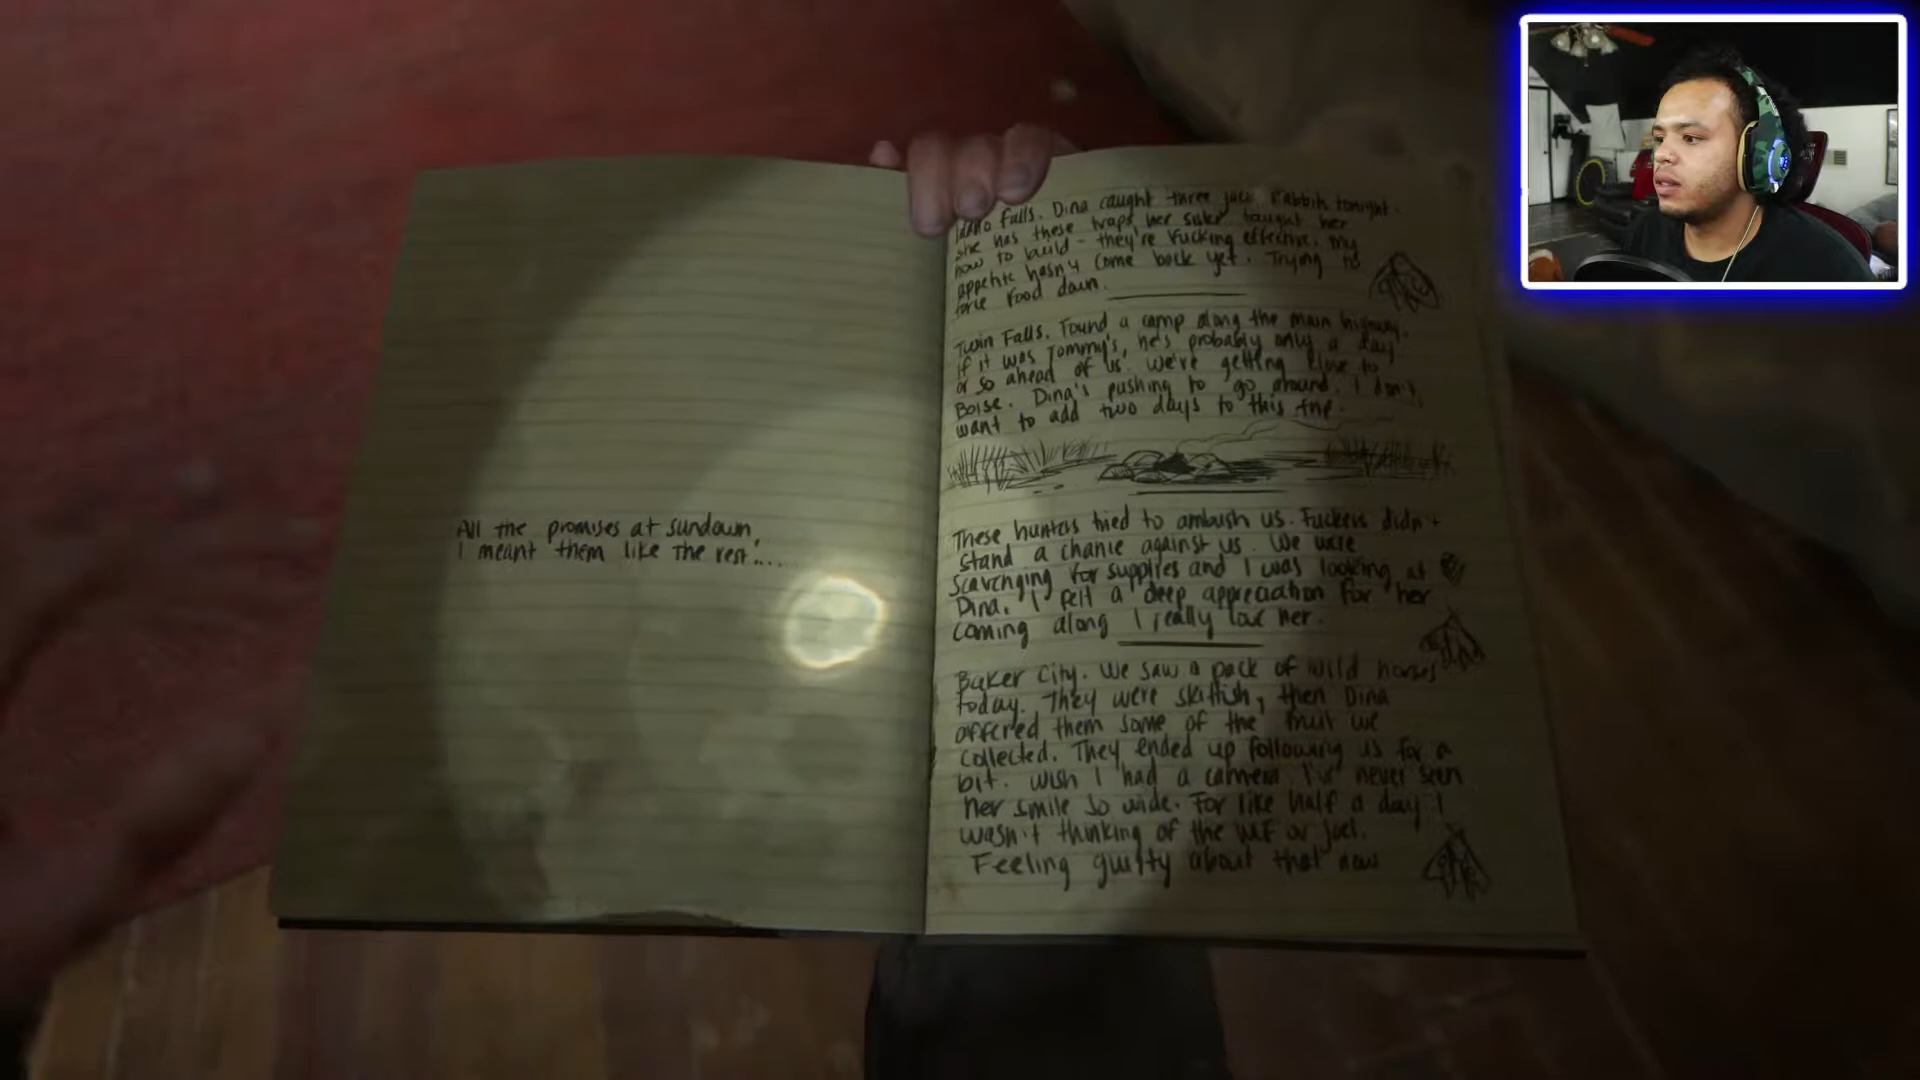 All the promises at sundown,
I meant them like the rest....
Idaho Falls. Dina caught three jack rabbits tonight.
she has these traps her sister taught her
how to build - they're fucking effective. My
appetite hasn't come back yet. Trying to
force food down.
Twin Falls. Found a camp along the main highway.
if it was Tommy's, he's probably only a day
or so ahead of us. We're getting close to
Boise. Dina's pushing to go around. I don't
want to add two days to this trip.
These hunters tried to ambush us. Fuckers didn't
stand a chance against us. We were
scavenging for supplies and I was looking at
Dina. I felt a deep appreciation for her
coming along I really love her.
Baker City. We saw a pack of wild horses
today. They were skittish, then Dina
offered them some of the fruit we
collected. They ended up following us for a
bit. Wish I had a camera. I've never seen
her smile so wide. For like half a day I
wasn't thinking of the WLF or Joel.
Feeling guilty about that now